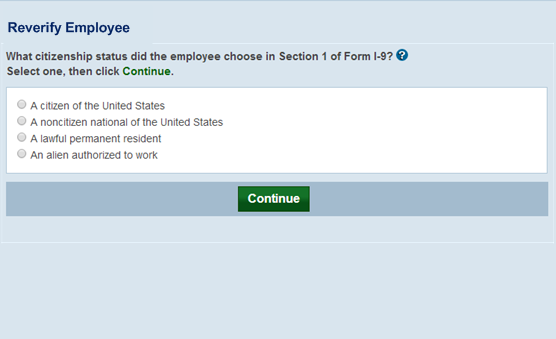 Reverify Employee
What citizenship status did the employee choose in Section 1 of Form I-9? ?
Select one, then click Continue.
A citizen of the United States
A noncitizen national of the United States
A lawful permanent resident
An alien authorized to work
Continue